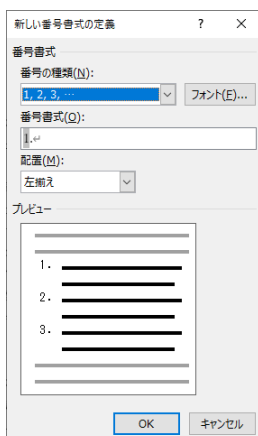 新しい番号書式の定義 ? ×
番号書式
番号の種類(N):
1, 2, 3, … フォント(F)...
番号書式(O):
1.↵
配置(M):
左揃え
プレビュー
1.
2.
3.
OK キャンセル